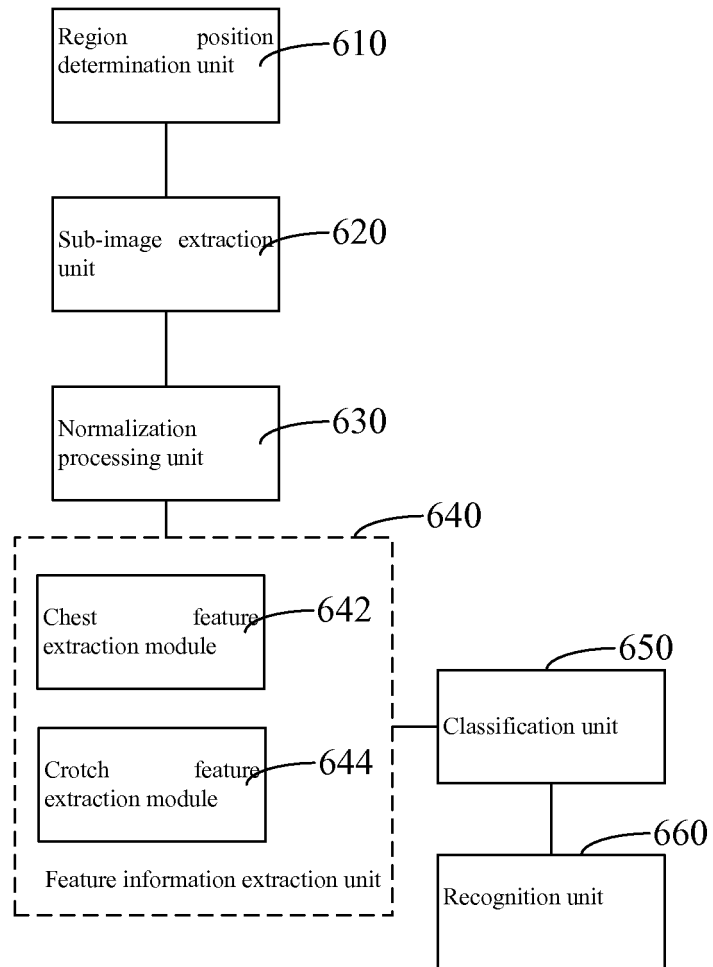 Region position
determination unit
610
Sub-image extraction
unit
620
Normalization
processing unit
630
640
Chest feature
extraction module
642
Crotch feature
extraction module
644
Feature information extraction unit
650
Classification unit
660
Recognition unit